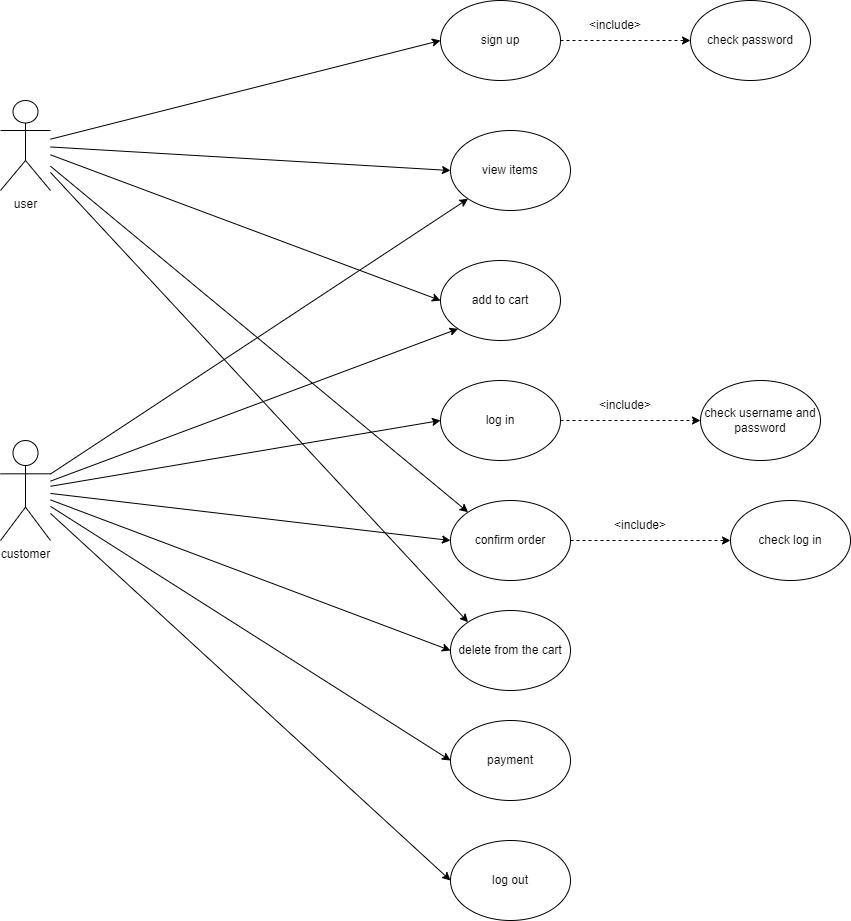 sign up
<include>
check password
user
view items
add to cart
log in
<include>
check username and
password
customer
confirm order
<include>
check log in
delete from the cart
payment
log out